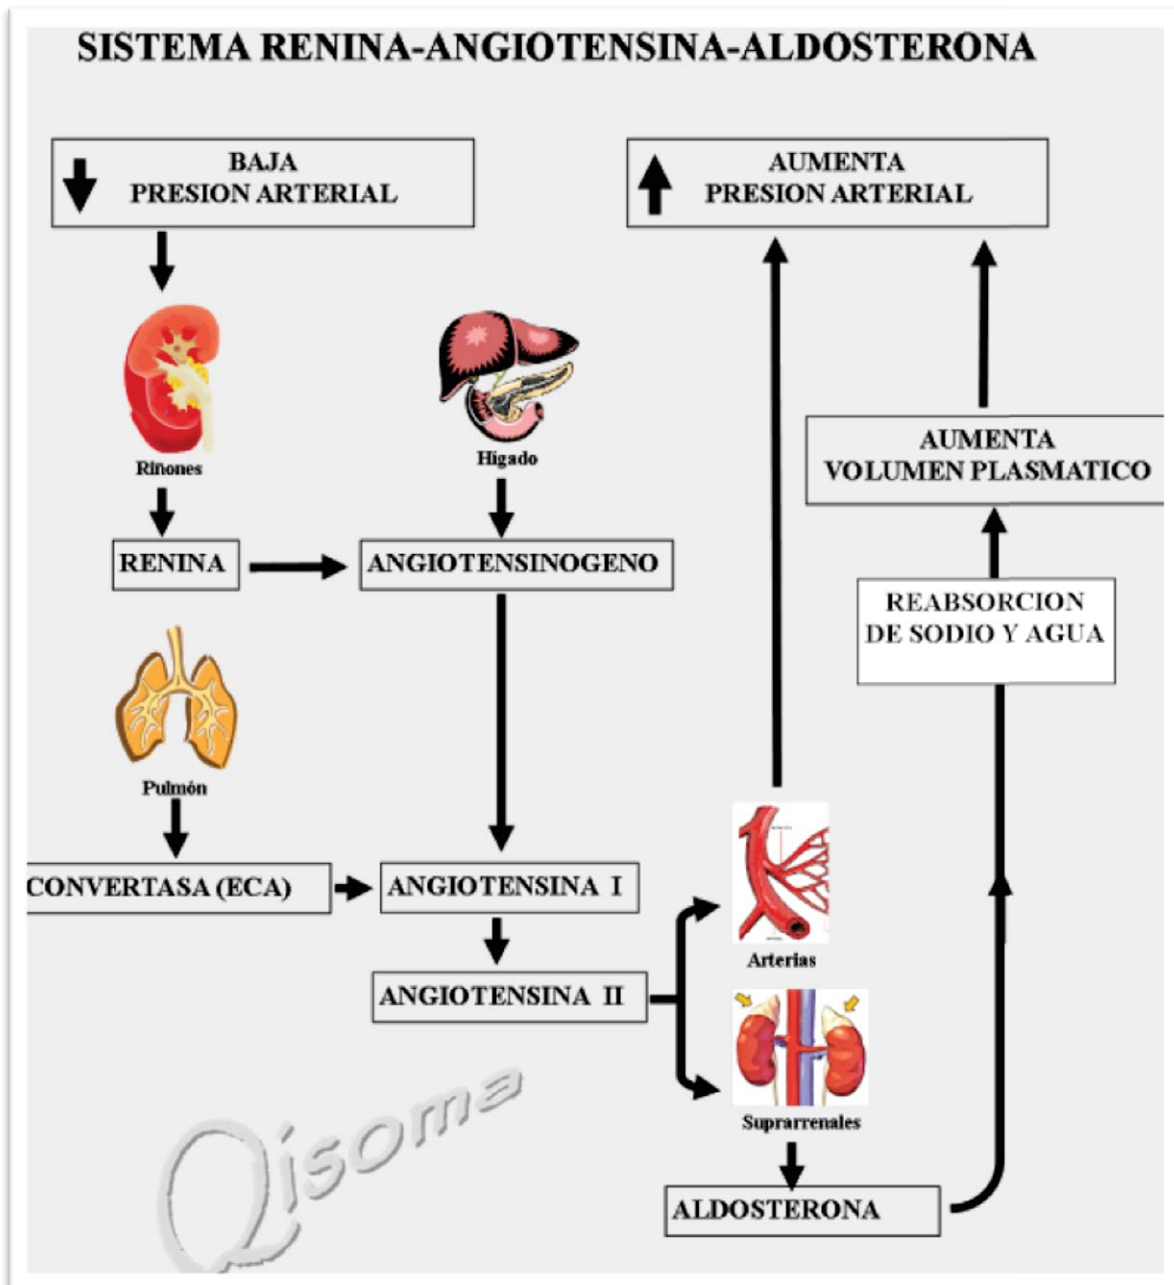 SISTEMA RENINA-ANGIOTENSINA-ALDOSTERONA
BAJA
PRESION ARTERIAL
AUMENTA
PRESION ARTERIAL
Riñones
Hígado
AUMENTA
VOLUMEN PLASMATICO
RENINA
ANGIOTENSINOGENO
REABSORCION
DE SODIO Y AGUA
Pulmón
CONVERTASA (ECA)
ANGIOTENSINA I
Arterias
ANGIOTENSINA II
Suprarrenales
ALDOSTERONA
Qisoma